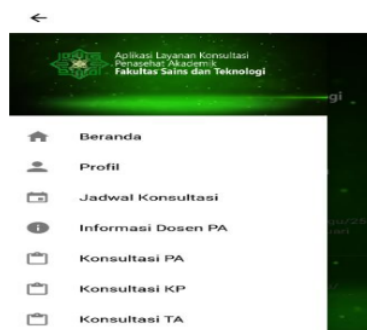 Aplikasi Layanan Konsultasi
Penasehat Akademik
Fakultas Sains dan Teknologi
gi
Beranda
Profil
Jadwal Konsultasi
Informasi Dosen PA
Konsultasi PA
Konsultasi KP
Konsultasi TA